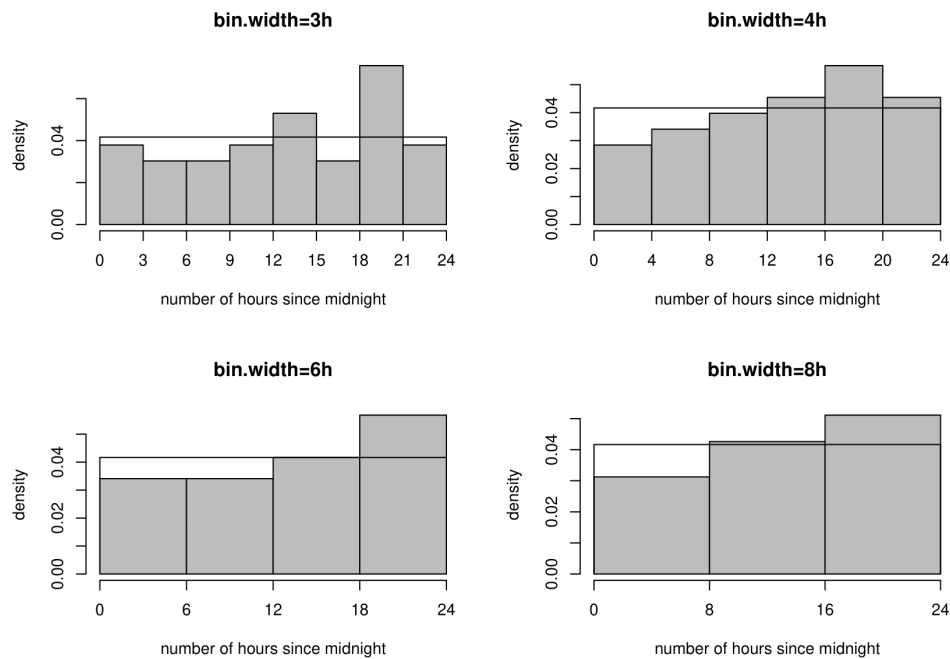 bin.width=3h
density
0.00
0.04
0 3 6 9 12 15 18 21 24
number of hours since midnight
bin.width=4h
density
0.00
0.02
0.04
0 4 8 12 16 20 24
number of hours since midnight
bin.width=6h
density
0.00
0.02
0.04
0 6 12 18 24
number of hours since midnight
bin.width=8h
density
0.00
0.02
0.04
0 8 16 24
number of hours since midnight